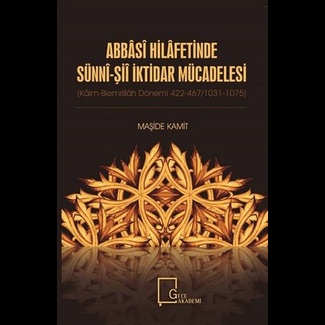 ABBÂSÎ HİLÂFETİNDE
SÜNNÎ-ŞİÎ İKTİDAR MÜCADELESİ
(Kâim-Biemrillâh Dönemi 422-467/1031-1075)
MAŞİDE KAMİT
GECE
AKADEMİ